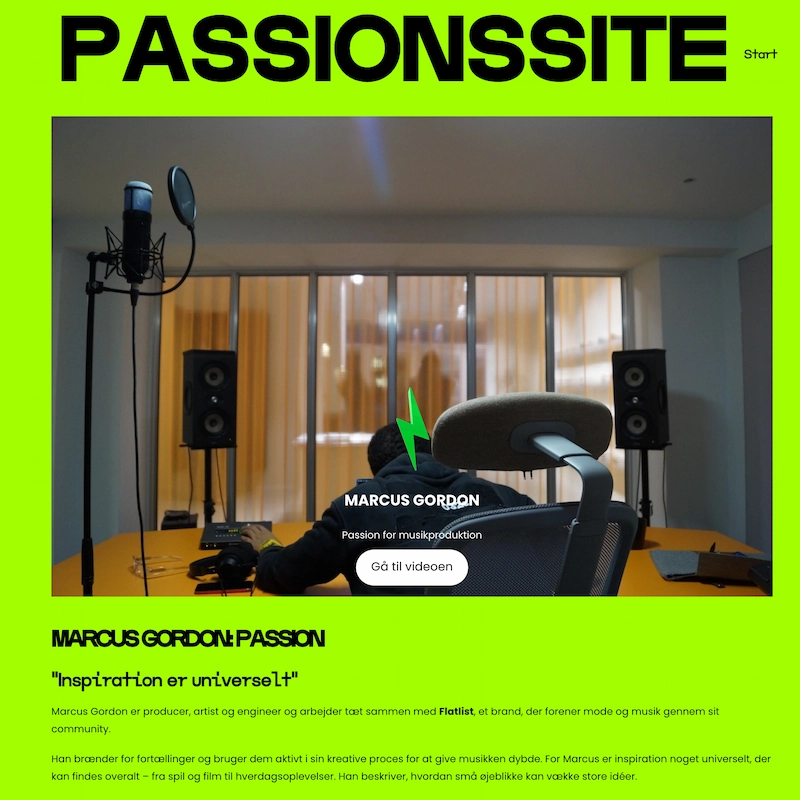 PASSIONSSITE
Start
MARCUS GORDON
Passion for musikproduktion
Gå til videoen
MARCUS GORDON: PASSION
"Inspiration er universelt"
Marcus Gordon er producer, artist og engineer og arbejder tæt sammen med Flatlist, et brand, der forener mode og musik gennem sit
community.
Han brænder for fortællinger og bruger dem aktivt i sin kreative proces for at give musikken dybde. For Marcus er inspiration noget universelt, der
kan findes overalt – fra spil og film til hverdagsoplevelser. Han beskriver, hvordan små øjeblikke kan vække store idéer.